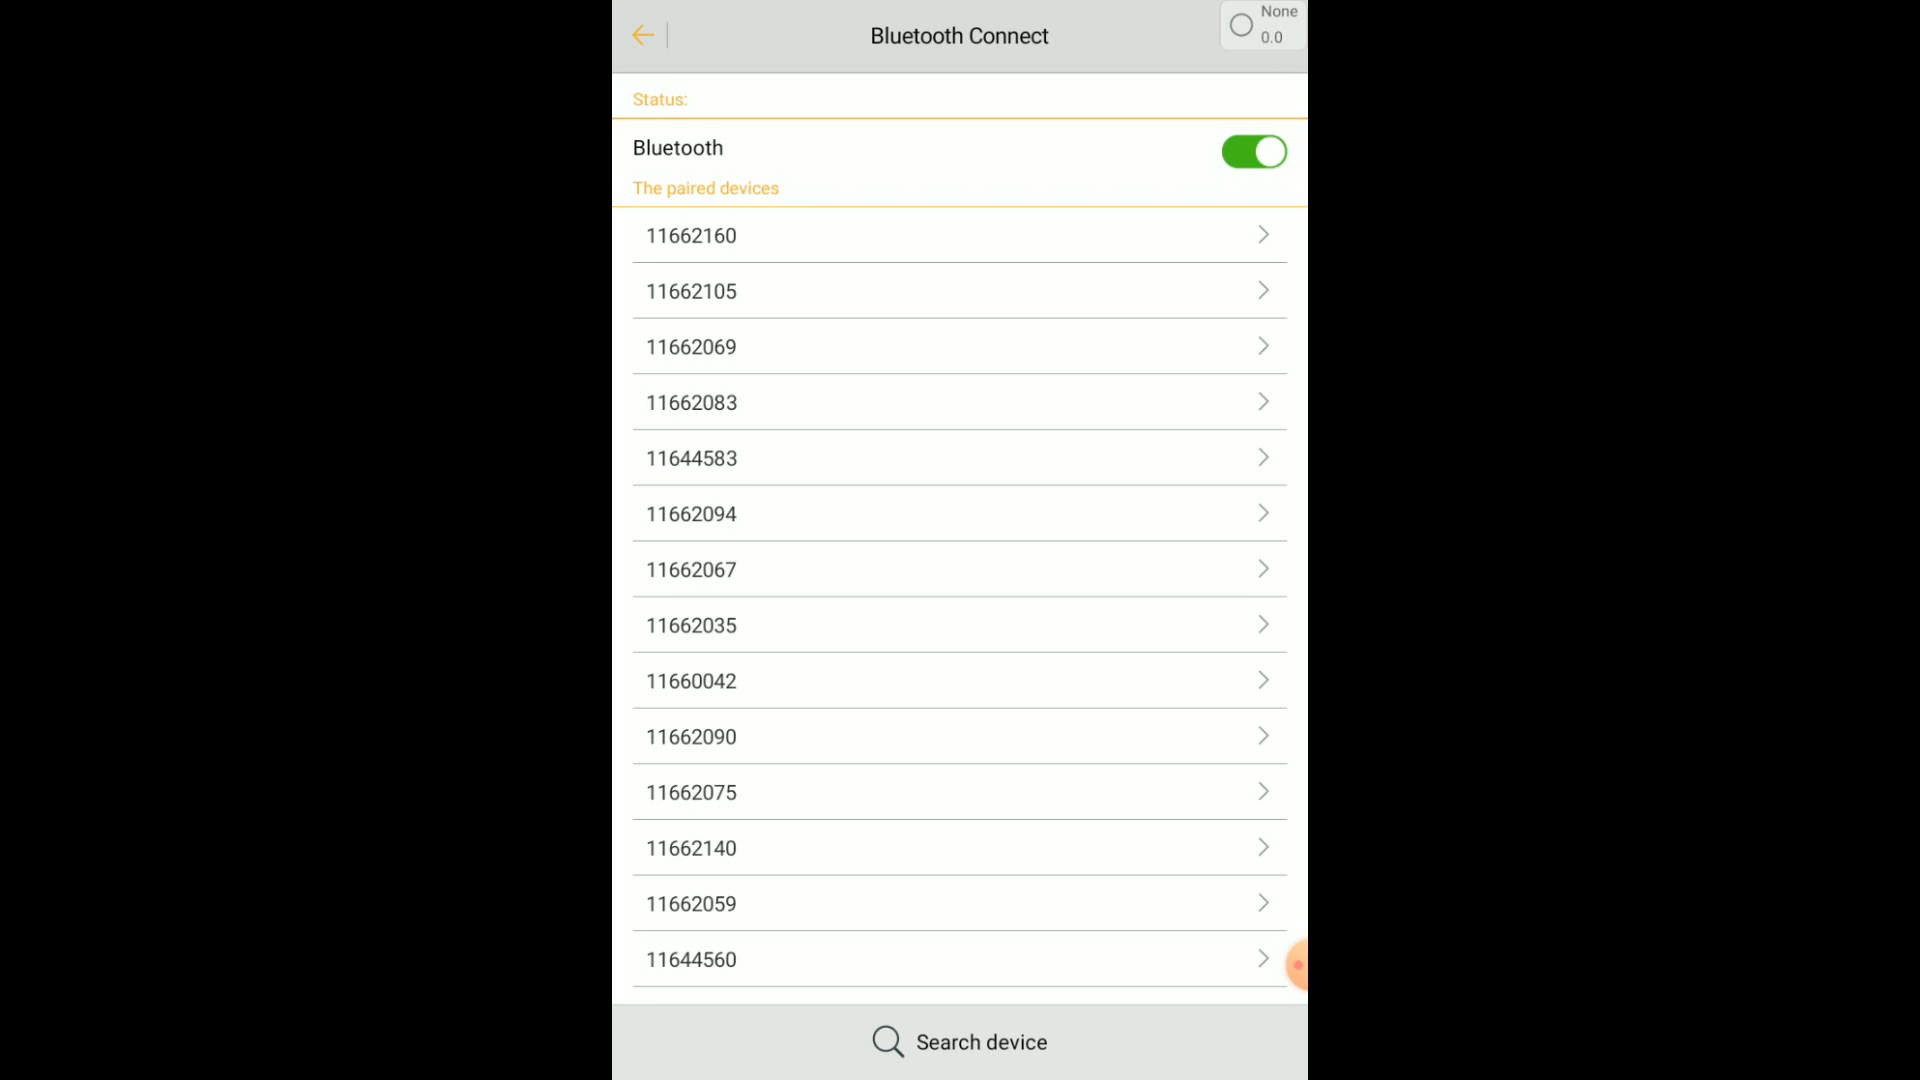 Bluetooth Connect
None
0.0
Status:
Bluetooth
The paired devices
11662160
11662105
11662069
11662083
11644583
11662094
11662067
11662035
11660042
11662090
11662075
11662140
11662059
11644560
Search device